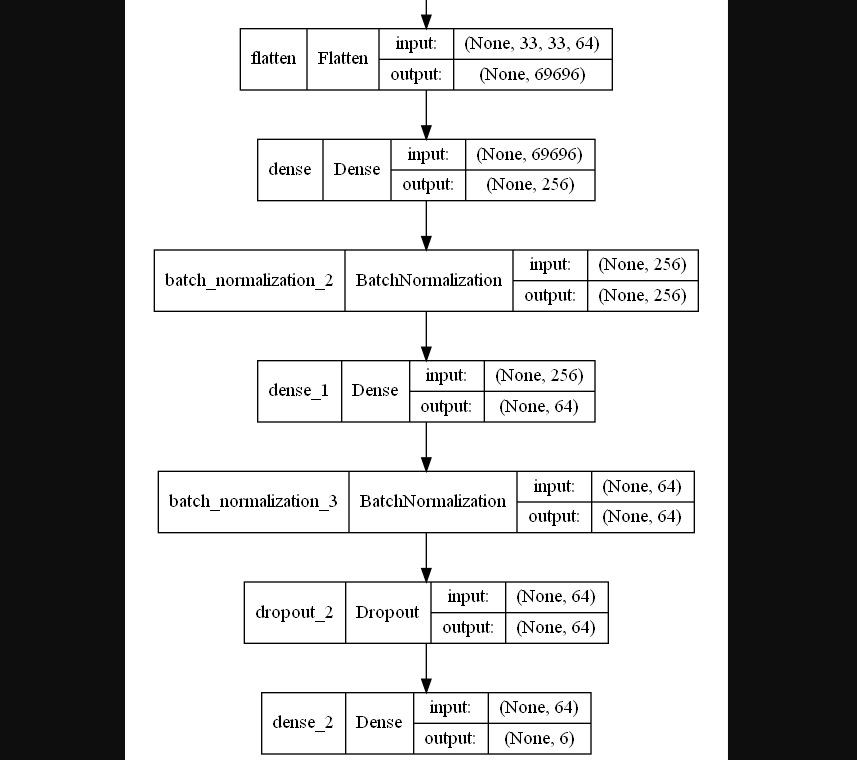 flatten Flatten input: (None, 33, 33, 64)
output: (None, 69696)
dense Dense input: (None, 69696)
output: (None, 256)
batch_normalization_2 BatchNormalization input: (None, 256)
output: (None, 256)
dense_1 Dense input: (None, 256)
output: (None, 64)
batch_normalization_3 BatchNormalization input: (None, 64)
output: (None, 64)
dropout_2 Dropout input: (None, 64)
output: (None, 64)
dense_2 Dense input: (None, 64)
output: (None, 6)